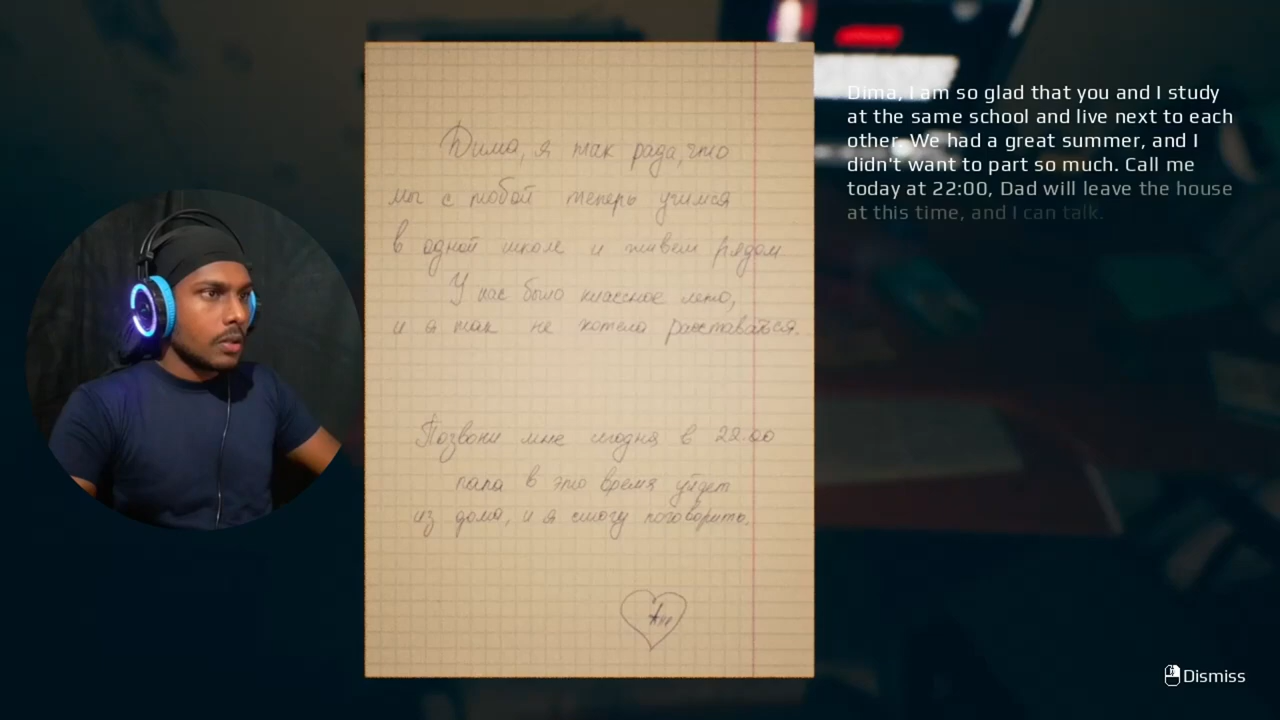 Дима, я так рада, что
мы с тобой теперь учимся
в одной школе и живем рядом
У нас было классное лето,
и я так не хотела расставаться.
Позвони мне сегодня в 22:00
папа в это время уйдет
из дома, и я смогу поговорить.
Dima, I am so glad that you and I study
at the same school and live next to each
other. We had a great summer, and I
didn't want to part so much. Call me
today at 22:00, Dad will leave the house
at this time, and I can talk.
Dismiss